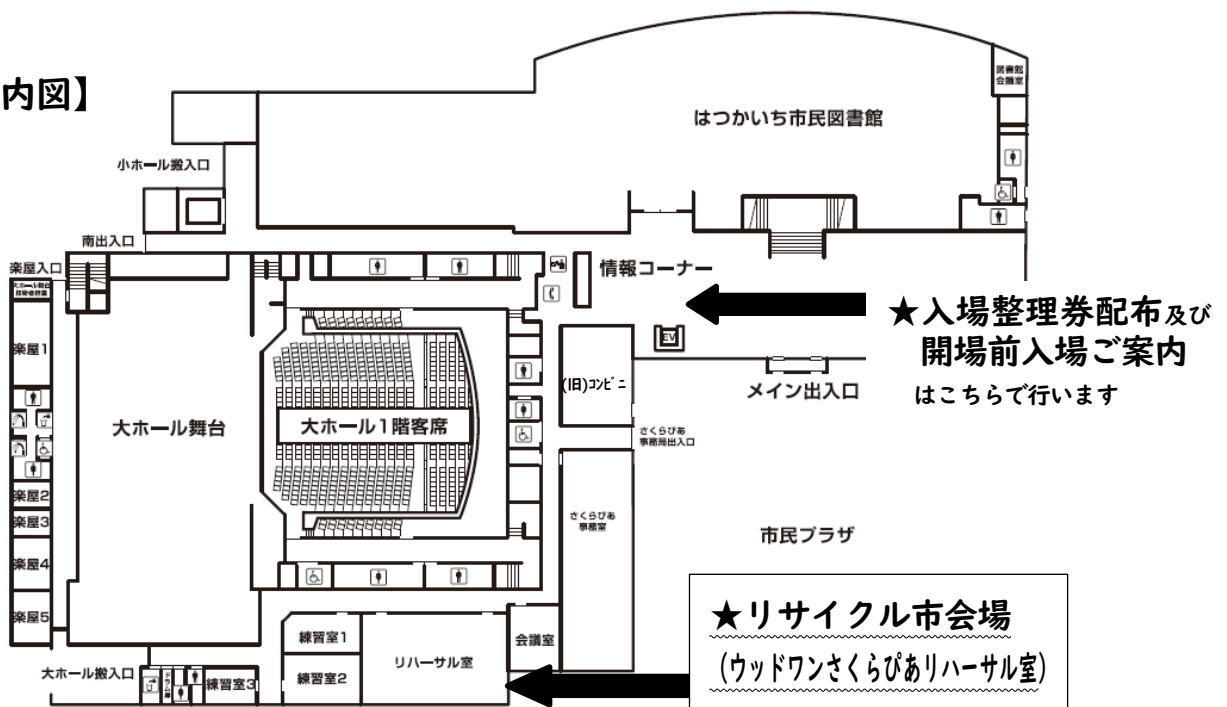 内図】
図書館
会議室
はつかいち市民図書館
小ホール搬入口
南出入口
楽屋入口
情報コーナー
楽屋1
EV
★入場整理券配布及び
開場前入場ご案内
はこちらで行います
(旧)コンビニ
メイン出入口
大ホール舞台
大ホール1階客席
さくらぴあ
事務局出入口
楽屋2
楽屋3
さくらぴあ
事務室
市民プラザ
楽屋4
楽屋5
★リサイクル市会場
(ウッドワンさくらぴあリハーサル室)
練習室1
会議室
リハーサル室
大ホール搬入口
練習室2
練習室3